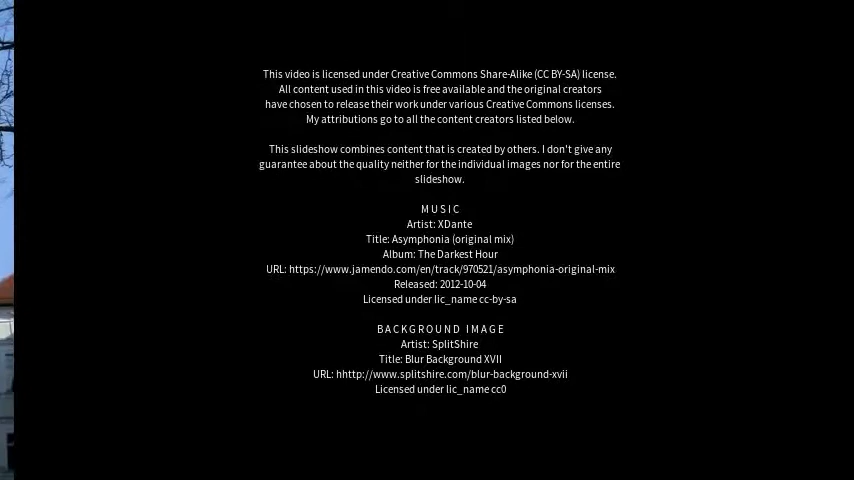 This video is licensed under Creative Commons Share-Alike (CC BY-SA) license.
All content used in this video is free available and the original creators
have chosen to release their work under various Creative Commons licenses.
My attributions go to all the content creators listed below.
This slideshow combines content that is created by others. I don't give any
guarantee about the quality neither for the individual images nor for the entire
slideshow.
MUSIC
Artist: XDante
Title: Asymphonia (original mix)
Album: The Darkest Hour
URL: https://www.jamendo.com/en/track/970521/asymphonia-original-mix
Released: 2012-10-04
Licensed under lic_name cc-by-sa
BACKGROUND IMAGE
Artist: SplitShire
Title: Blur Background XVII
URL: hhttp://www.splitshire.com/blur-background-xvii
Licensed under lic_name cc0